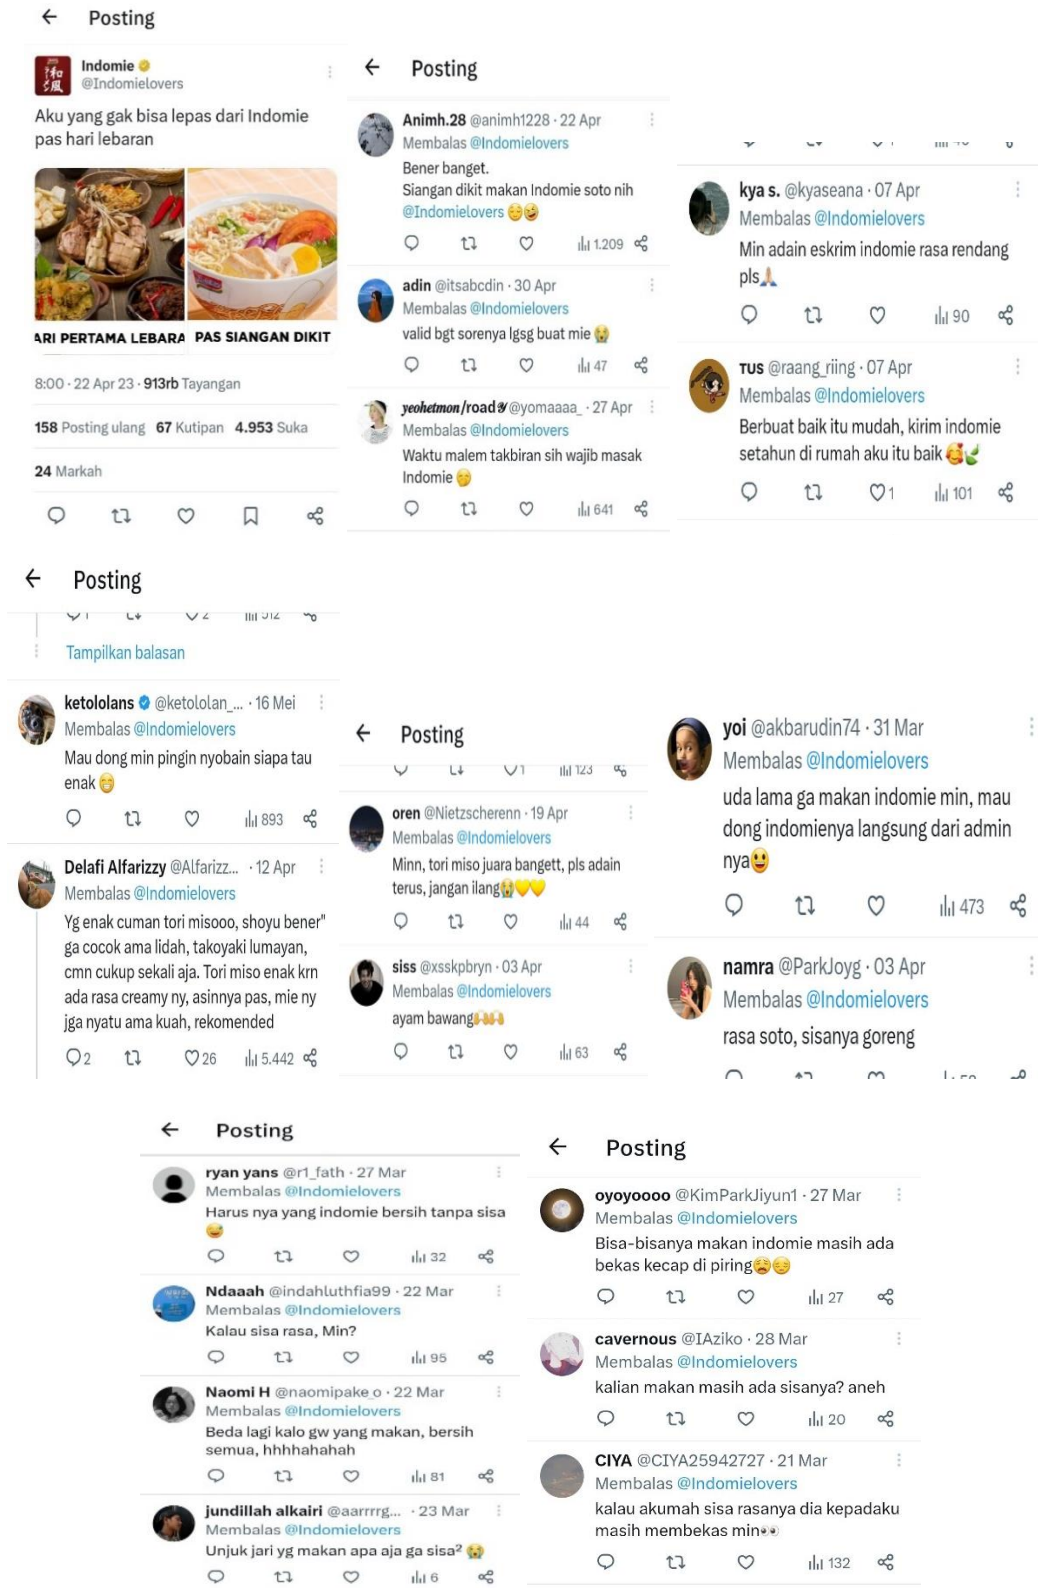 Posting
Indomie
@Indomielovers
Aku yang gak bisa lepas dari Indomie
pas hari lebaran
ARI PERTAMA LEBARA
PAS SIANGAN DIKIT
8:00 · 22 Apr 23 · 913rb Tayangan
158 Posting ulang 67 Kutipan 4.953 Suka
24 Markah
Posting
Animh.28 @animh1228 · 22 Apr
Membalas @Indomielovers
Bener banget.
Siangan dikit makan Indomie soto nih
@Indomielovers 😌🤪
1.209
adin @itsabcdin · 30 Apr
Membalas @Indomielovers
valid bgt sorenya lgsg buat mie 😭
47
yeohetmon/road𝒴 @yomaaaa_ · 27 Apr
Membalas @Indomielovers
Waktu malem takbiran sih wajib masak
Indomie 🤭
641
kya s. @kyaseana · 07 Apr
Membalas @Indomielovers
Min adain eskrim indomie rasa rendang
pls🙏
90
TUS @raang_riing · 07 Apr
Membalas @Indomielovers
Berbuat baik itu mudah, kirim indomie
setahun di rumah aku itu baik 🥰🌿
1 101
Posting
Tampilkan balasan
ketololans @ketololan_... · 16 Mei
Membalas @Indomielovers
Mau dong min pingin nyobain siapa tau
enak 😁
893
Delafi Alfarizzy @Alfarizz... · 12 Apr
Membalas @Indomielovers
Yg enak cuman tori misooo, shoyu bener"
ga cocok ama lidah, takoyaki lumayan,
cmn cukup sekali aja. Tori miso enak krn
ada rasa creamy ny, asinnya pas, mie ny
jga nyatu ama kuah, rekomended
2 26 5.442
Posting
1 123
oren @Nietzscherenn · 19 Apr
Membalas @Indomielovers
Minn, tori miso juara bangett, pls adain
terus, jangan ilang😭💛💛
44
siss @xsskpbryn · 03 Apr
Membalas @Indomielovers
ayam bawang🙌🙌
63
yoi @akbarudin74 · 31 Mar
Membalas @Indomielovers
uda lama ga makan indomie min, mau
dong indomienya langsung dari admin
nya😃
473
namra @ParkJoyg · 03 Apr
Membalas @Indomielovers
rasa soto, sisanya goreng
Posting
ryan yans @r1_fath · 27 Mar
Membalas @Indomielovers
Harus nya yang indomie bersih tanpa sisa
😅
32
Ndaaah @indahluthfia99 · 22 Mar
Membalas @Indomielovers
Kalau sisa rasa, Min?
95
Naomi H @naomipake_o · 22 Mar
Membalas @Indomielovers
Beda lagi kalo gw yang makan, bersih
semua, hhhhahahah
81
jundillah alkairi @aarrrrg... · 23 Mar
Membalas @Indomielovers
Unjuk jari yg makan apa aja ga sisa² 😭
6
Posting
oyoyoooo @KimParkJiyun1 · 27 Mar
Membalas @Indomielovers
Bisa-bisanya makan indomie masih ada
bekas kecap di piring😩😔
27
cavernous @IAziko · 28 Mar
Membalas @Indomielovers
kalian makan masih ada sisanya? aneh
20
CIYA @CIYA25942727 · 21 Mar
Membalas @Indomielovers
kalau akumah sisa rasanya dia kepadaku
masih membekas min👀
132